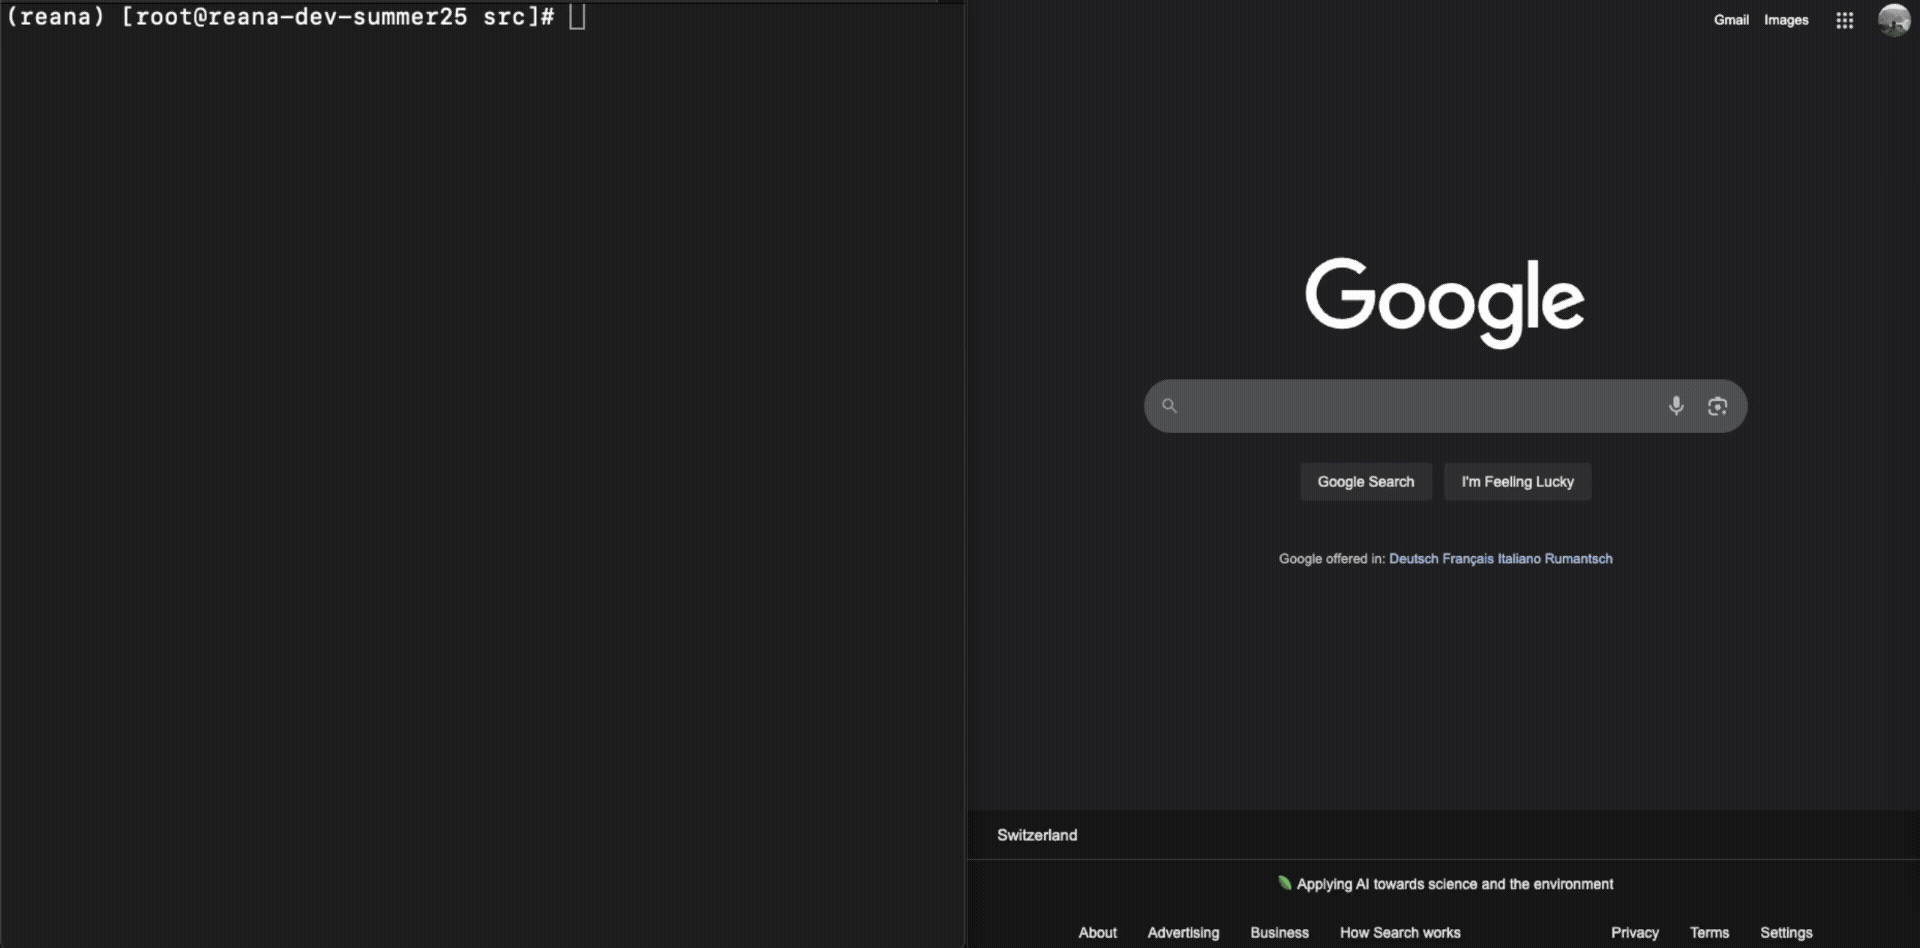 (reana) [root@reana-dev-summer25 src]#
Gmail Images
Google
Google Search I'm Feeling Lucky
Google offered in: Deutsch Français Italiano Rumantsch
Switzerland
Applying AI towards science and the environment
About Advertising Business How Search works Privacy Terms Settings